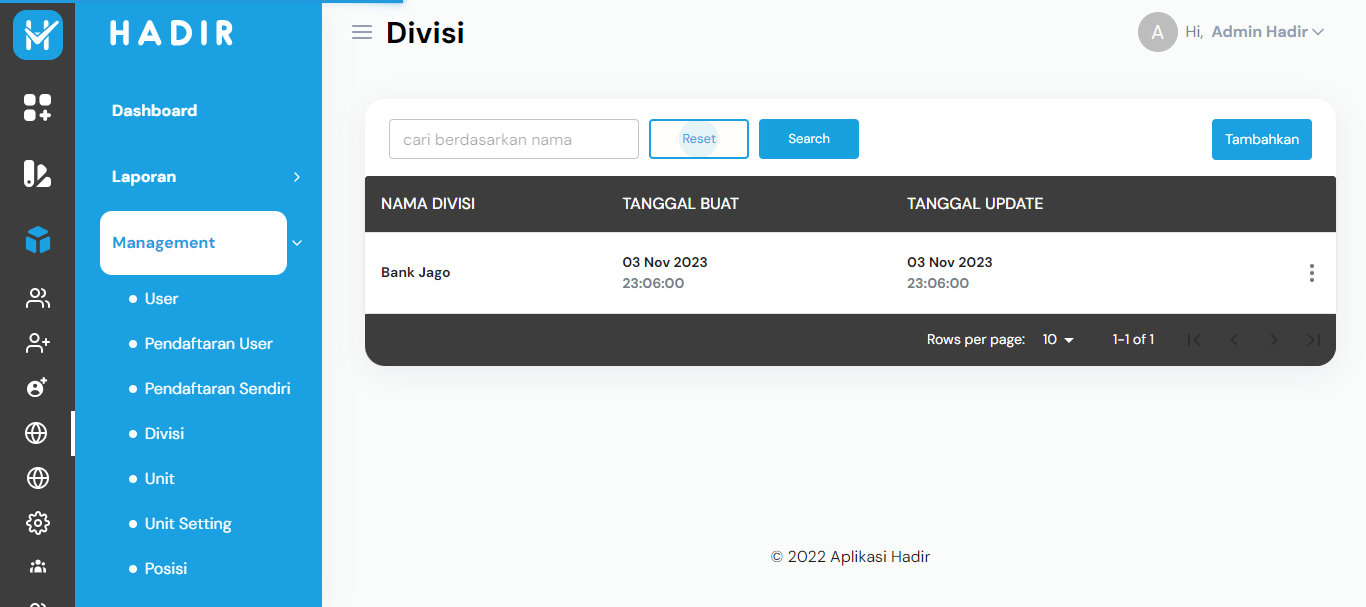 HADIR
Dashboard
Laporan
Management
User
Pendaftaran User
Pendaftaran Sendiri
Divisi
Unit
Unit Setting
Posisi
Divisi
A Hi, Admin Hadir
cari berdasarkan nama Reset Search Tambahkan
NAMA DIVISI TANGGAL BUAT TANGGAL UPDATE
Bank Jago 03 Nov 2023 03 Nov 2023
23:06:00 23:06:00
Rows per page: 10 1-1 of 1
© 2022 Aplikasi Hadir